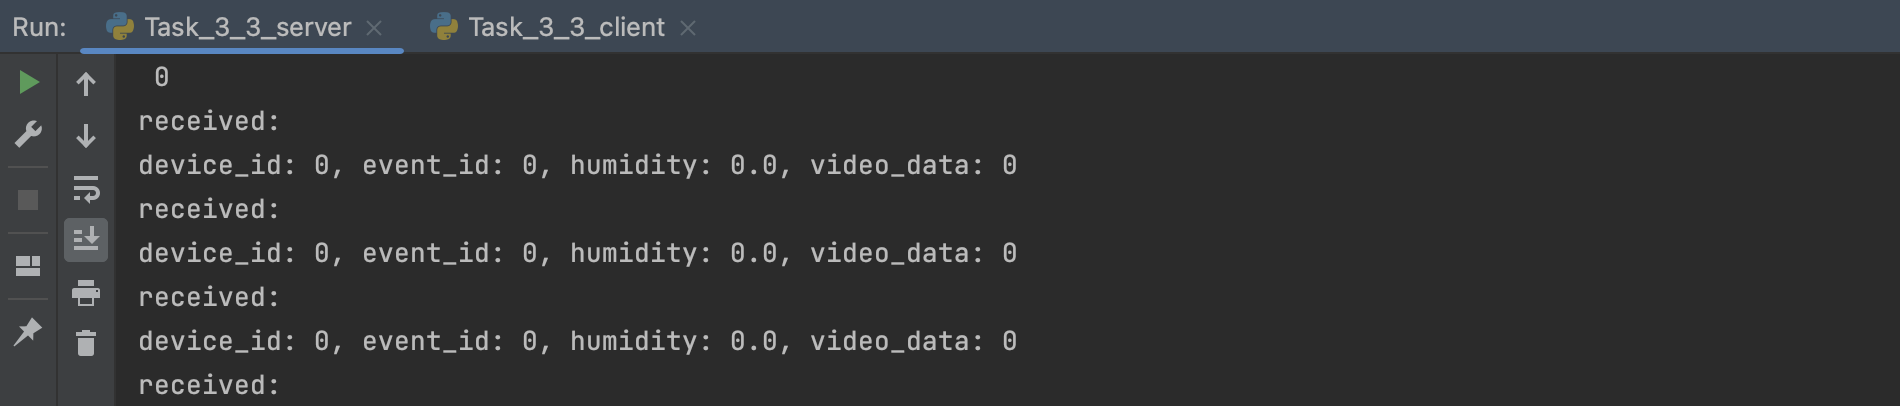 Run: Task_3_3_server Task_3_3_client
0
received:
device_id: 0, event_id: 0, humidity: 0.0, video_data: 0
received:
device_id: 0, event_id: 0, humidity: 0.0, video_data: 0
received:
device_id: 0, event_id: 0, humidity: 0.0, video_data: 0
received: